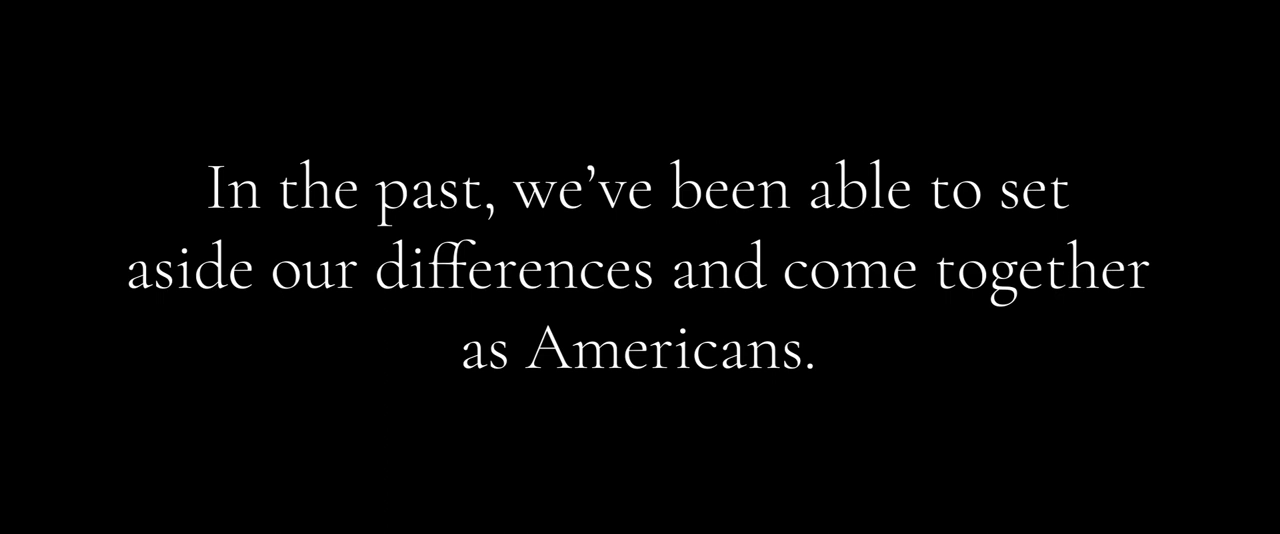 In the past, we’ve been able to set
aside our differences and come together
as Americans.